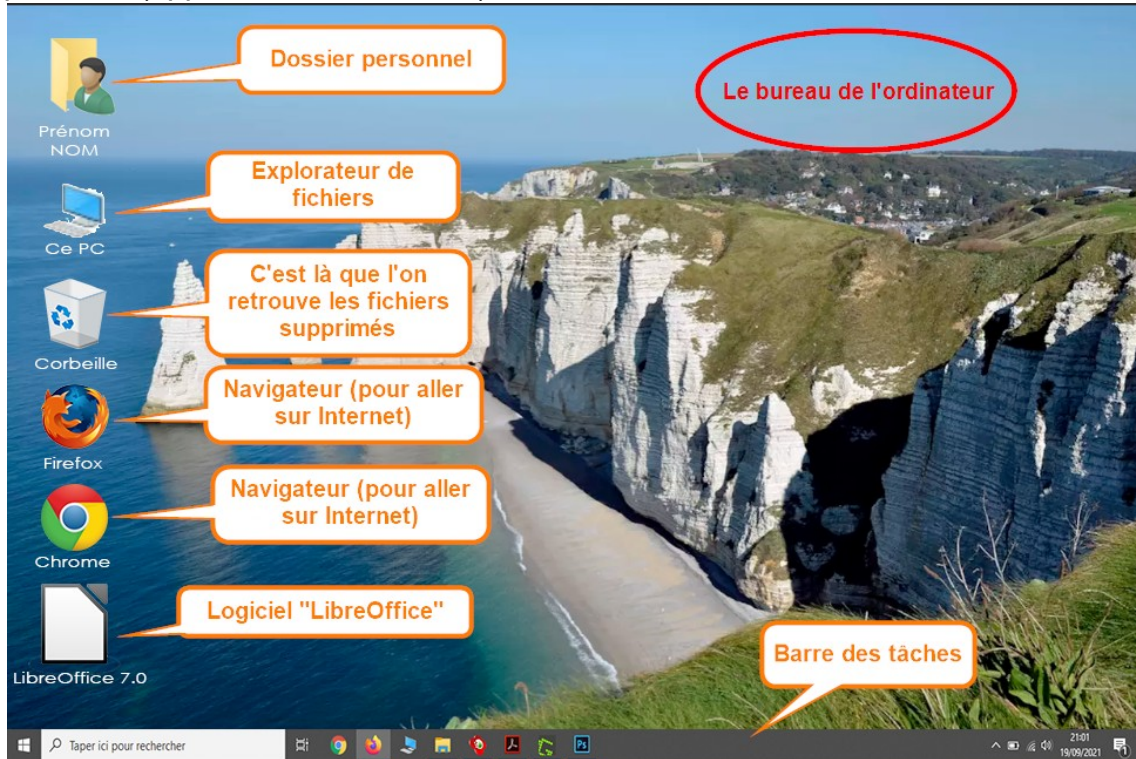 Dossier personnel
Le bureau de l'ordinateur
Prénom
NOM
Explorateur de
fichiers
Ce PC
C'est là que l'on
retrouve les fichiers
supprimés
Corbeille
Navigateur (pour aller
sur Internet)
Firefox
Navigateur (pour aller
sur Internet)
Chrome
Logiciel "LibreOffice"
LibreOffice 7.0
Barre des tâches
Taper ici pour rechercher
Ps
21:01
19/09/2021
1